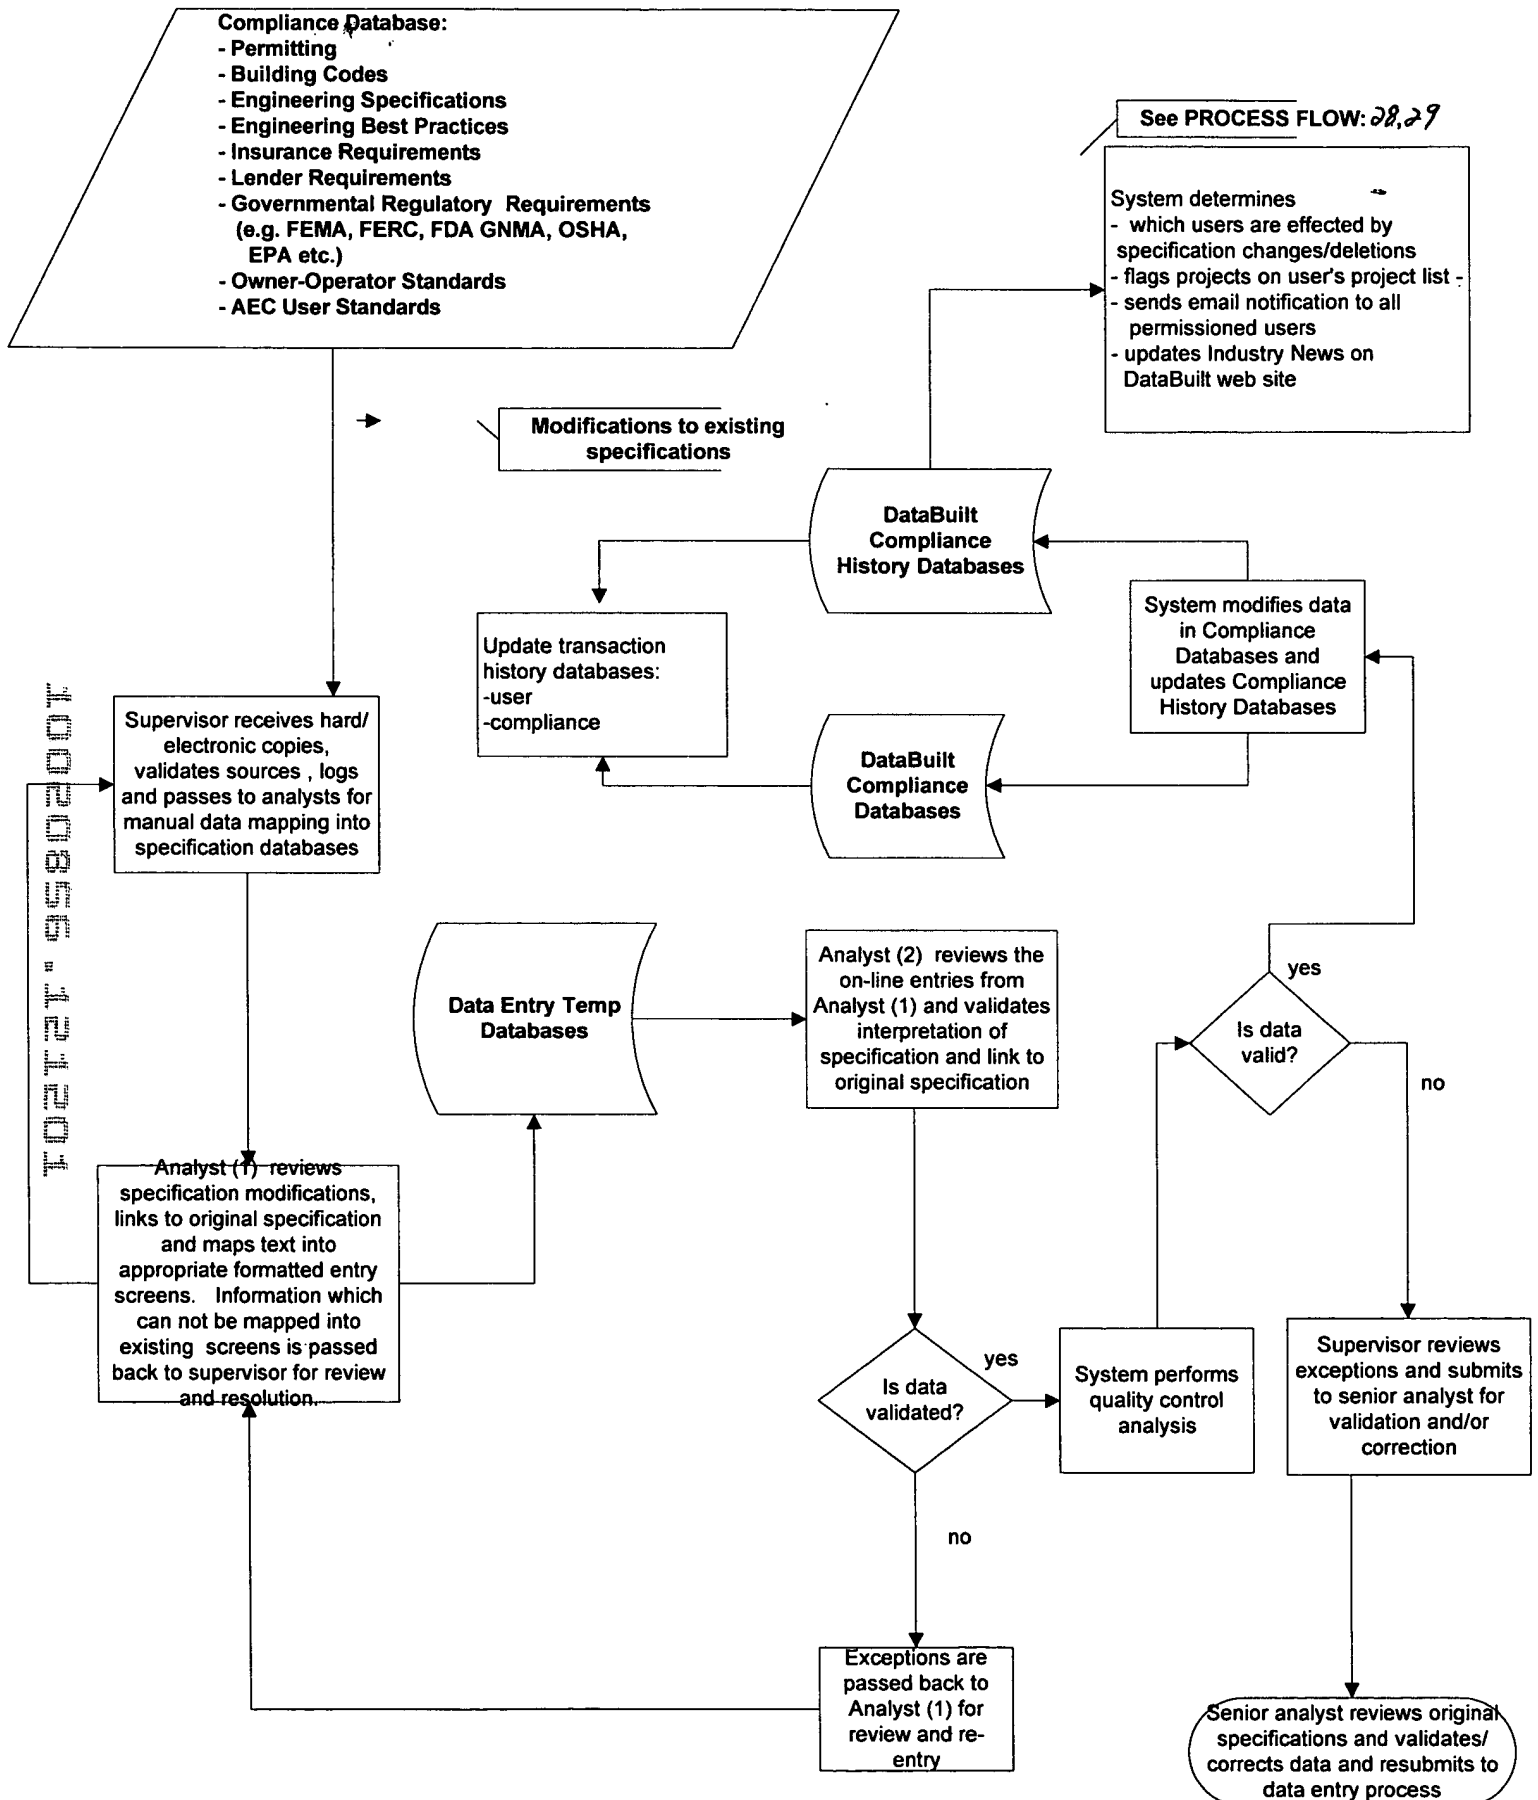 Compliance Database:
- Permitting
- Building Codes
- Engineering Specifications
- Engineering Best Practices
- Insurance Requirements
- Lender Requirements
- Governmental Regulatory Requirements
(e.g. FEMA, FERC, FDA GNMA, OSHA,
EPA etc.)
- Owner-Operator Standards
- AEC User Standards
See PROCESS FLOW: 28,29
System determines
- which users are effected by
specification changes/deletions
- flags projects on user's project list -
- sends email notification to all
permissioned users
- updates Industry News on
DataBuilt web site
Modifications to existing
specifications
DataBuilt
Compliance
History Databases
System modifies data
in Compliance
Databases and
updates Compliance
History Databases
Update transaction
history databases:
-user
-compliance
DataBuilt
Compliance
Databases
Supervisor receives hard/
electronic copies,
validates sources , logs
and passes to analysts for
manual data mapping into
specification databases
10020856.121201
Data Entry Temp
Databases
Analyst (2) reviews the
on-line entries from
Analyst (1) and validates
interpretation of
specification and link to
original specification
yes
Is data
valid?
no
Analyst (1) reviews
specification modifications,
links to original specification
and maps text into
appropriate formatted entry
screens. Information which
can not be mapped into
existing screens is passed
back to supervisor for review
and resolution.
yes
Is data
validated?
no
System performs
quality control
analysis
Supervisor reviews
exceptions and submits
to senior analyst for
validation and/or
correction
Exceptions are
passed back to
Analyst (1) for
review and re-
entry
Senior analyst reviews original
specifications and validates/
corrects data and resubmits to
data entry process